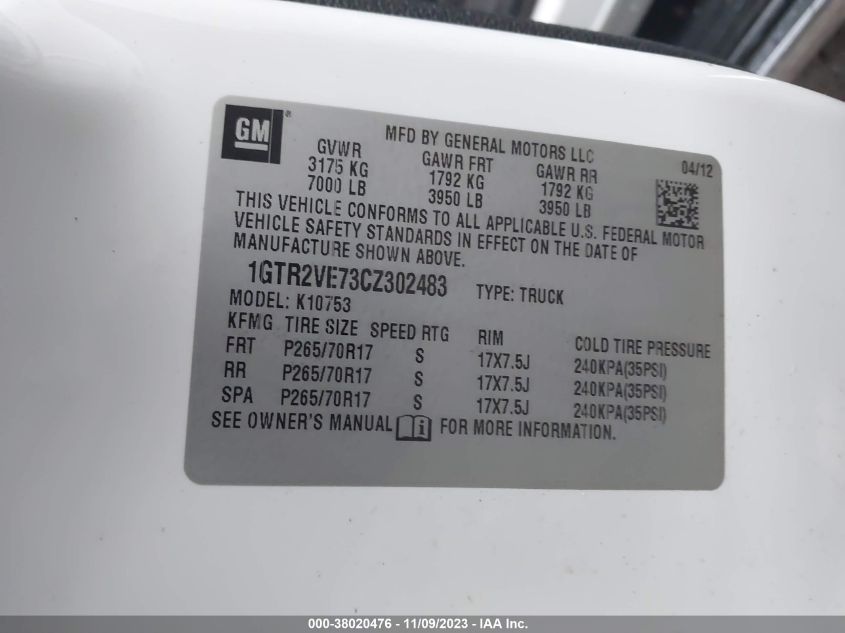 GM®
MFD BY GENERAL MOTORS LLC
04/12
GVWR GAWR FRT GAWR RR
3175 KG 1792 KG 1792 KG
7000 LB 3950 LB 3950 LB
THIS VEHICLE CONFORMS TO ALL APPLICABLE U.S. FEDERAL MOTOR
VEHICLE SAFETY STANDARDS IN EFFECT ON THE DATE OF
MANUFACTURE SHOWN ABOVE.
1GTR2VE73CZ302483 TYPE: TRUCK
MODEL: K10753
KFMG TIRE SIZE SPEED RTG RIM COLD TIRE PRESSURE
FRT P265/70R17 S 17X7.5J 240KPA(35PSI)
RR P265/70R17 S 17X7.5J 240KPA(35PSI)
SPA P265/70R17 S 17X7.5J 240KPA(35PSI)
SEE OWNER'S MANUAL i FOR MORE INFORMATION.
000-38020476 - 11/09/2023 - IAA Inc.